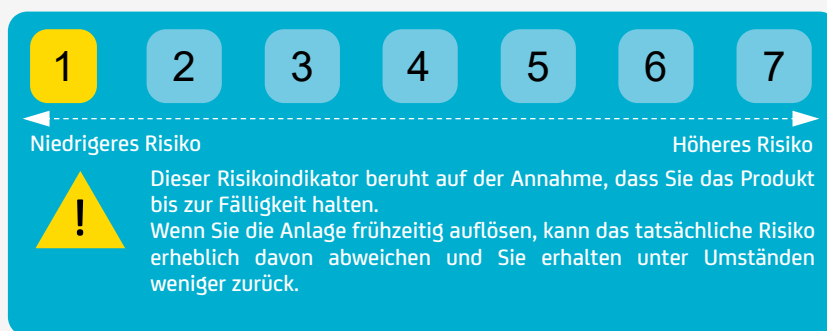 1 2 3 4 5 6 7
Niedrigeres Risiko Höheres Risiko
!
Dieser Risikoindikator beruht auf der Annahme, dass Sie das Produkt
bis zur Fälligkeit halten.
Wenn Sie die Anlage frühzeitig auflösen, kann das tatsächliche Risiko
erheblich davon abweichen und Sie erhalten unter Umständen
weniger zurück.